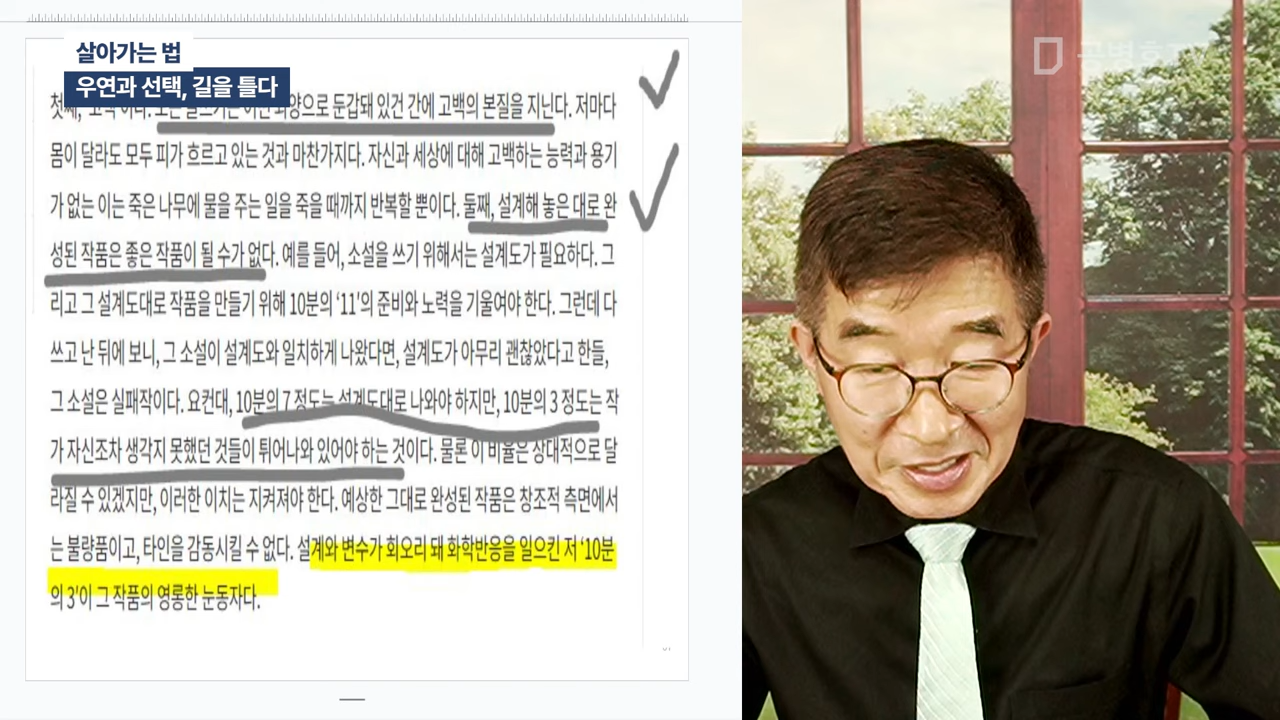 살아가는 법
우연과 선택, 길을 틀다
공병호TV
첫째, '고백'이다. 모든 글쓰기는 어떤 모양으로 둔갑돼 있건 간에 고백의 본질을 지닌다. 저마다
몸이 달라도 모두 피가 흐르고 있는 것과 마찬가지다. 자신과 세상에 대해 고백하는 능력과 용기
가 없는 이는 죽은 나무에 물을 주는 일을 죽을 때까지 반복할 뿐이다. 둘째, 설계해 놓은 대로 완
성된 작품은 좋은 작품이 될 수가 없다. 예를 들어, 소설을 쓰기 위해서는 설계도가 필요하다. 그
리고 그 설계도대로 작품을 만들기 위해 10분의 '11'의 준비와 노력을 기울여야 한다. 그런데 다
쓰고 난 뒤에 보니, 그 소설이 설계도와 일치하게 나왔다면, 설계도가 아무리 괜찮았다고 한들,
그 소설은 실패작이다. 요컨대, 10분의 7 정도는 설계도대로 나와야 하지만, 10분의 3 정도는 작
가 자신조차 생각지 못했던 것들이 튀어나와 있어야 하는 것이다. 물론 이 비율은 상대적으로 달
라질 수 있겠지만, 이러한 이치는 지켜져야 한다. 예상한 그대로 완성된 작품은 창조적 측면에서
는 불량품이고, 타인을 감동시킬 수 없다. 설계와 변수가 회오리 돼 화학반응을 일으킨 저 '10분
의 3'이 그 작품의 영롱한 눈동자다.